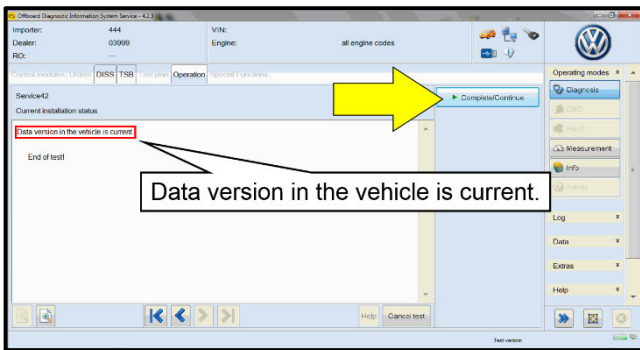 Offboard Diagnostic Information System Service - 4.2.3
Importer: 444 VIN:
Dealer: 03999 Engine: all engine codes
RO: ---
Control modules Orders DISS TSB Test plan Operation Special Functions
Operating modes
Service42
Current installation status
Complete/Continue
Diagnosis
OBD
Flash
Measurement
Info
Admin
Log
Data
Extras
Help
Data version in the vehicle is current.
End of test!
Data version in the vehicle is current.
Help Cancel test
Test version